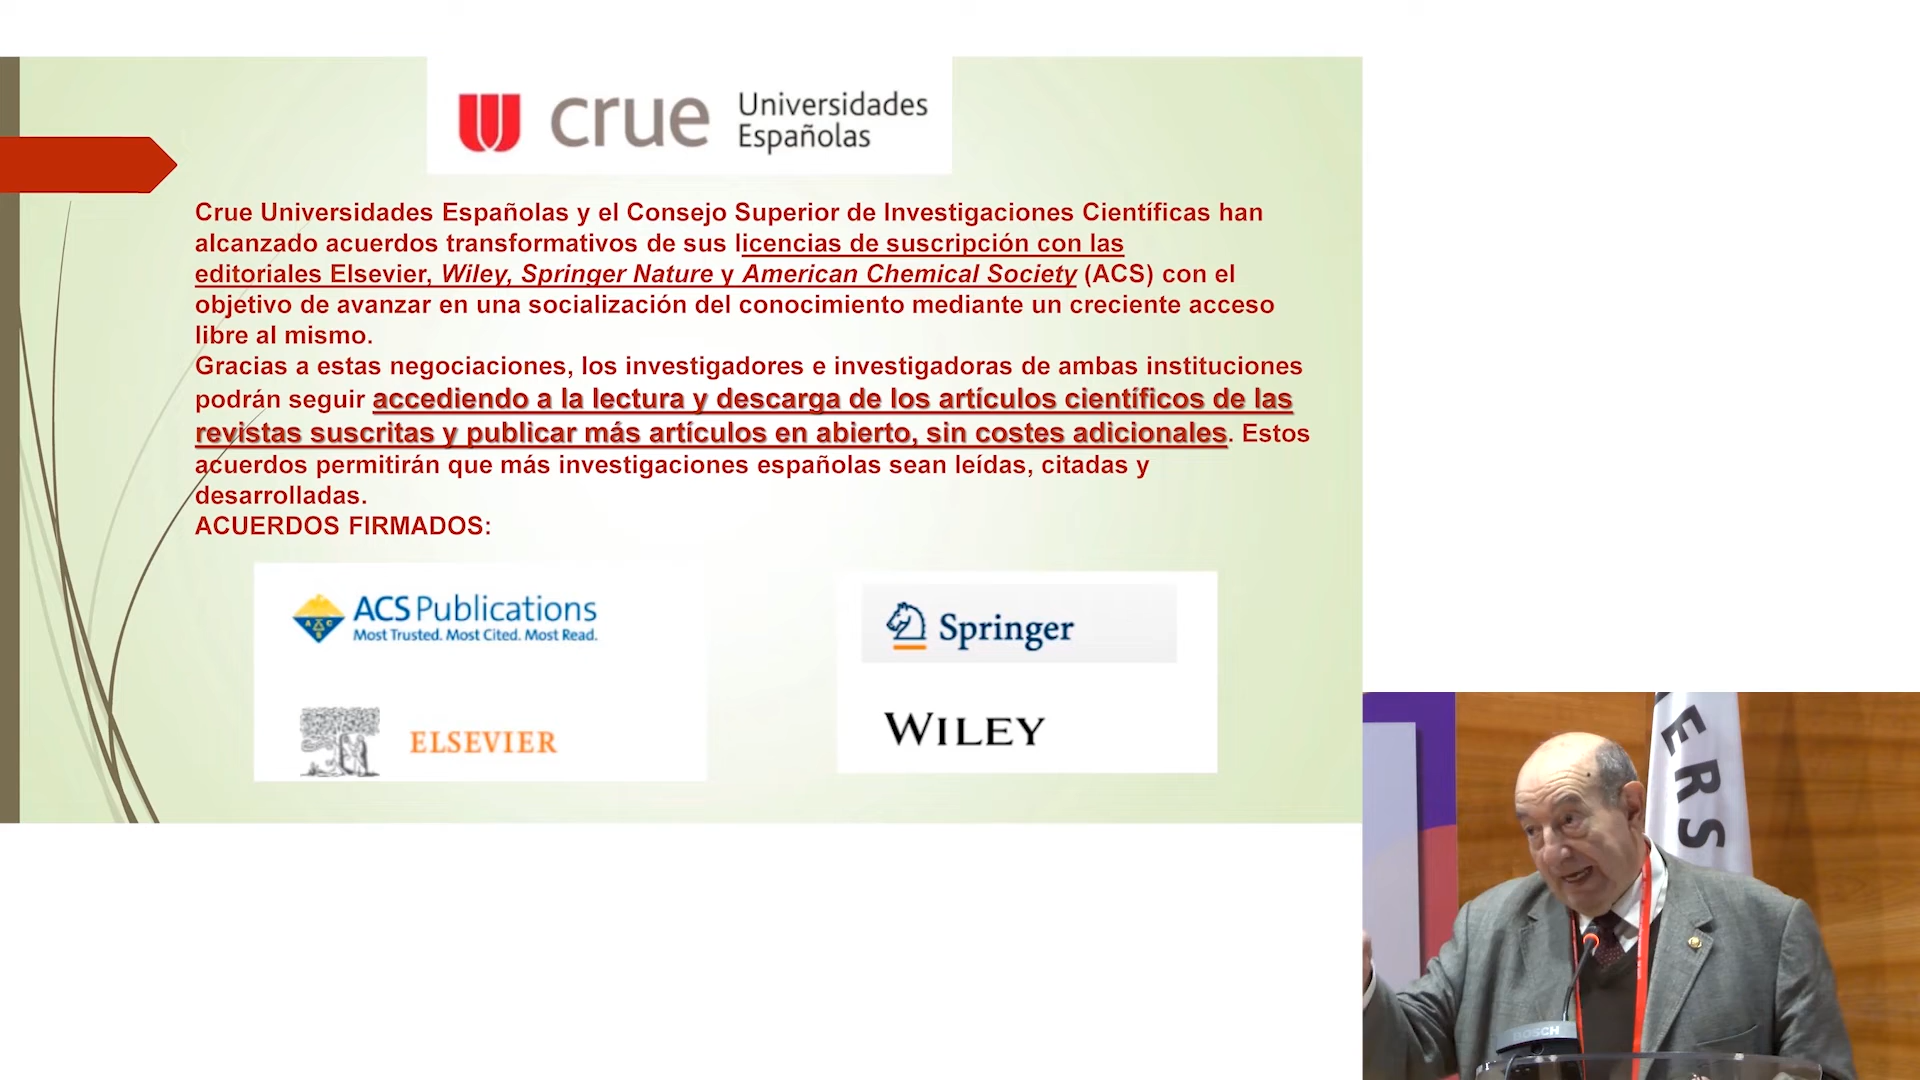 crue Universidades
Españolas
Crue Universidades Españolas y el Consejo Superior de Investigaciones Científicas han
alcanzado acuerdos transformativos de sus licencias de suscripción con las
editoriales Elsevier, Wiley, Springer Nature y American Chemical Society (ACS) con el
objetivo de avanzar en una socialización del conocimiento mediante un creciente acceso
libre al mismo.
Gracias a estas negociaciones, los investigadores e investigadoras de ambas instituciones
podrán seguir accediendo a la lectura y descarga de los artículos científicos de las
revistas suscritas y publicar más artículos en abierto, sin costes adicionales. Estos
acuerdos permitirán que más investigaciones españolas sean leídas, citadas y
desarrolladas.
ACUERDOS FIRMADOS:
ACS Publications
Most Trusted. Most Cited. Most Read.
Springer
ELSEVIER
WILEY
ERS
BOSCH